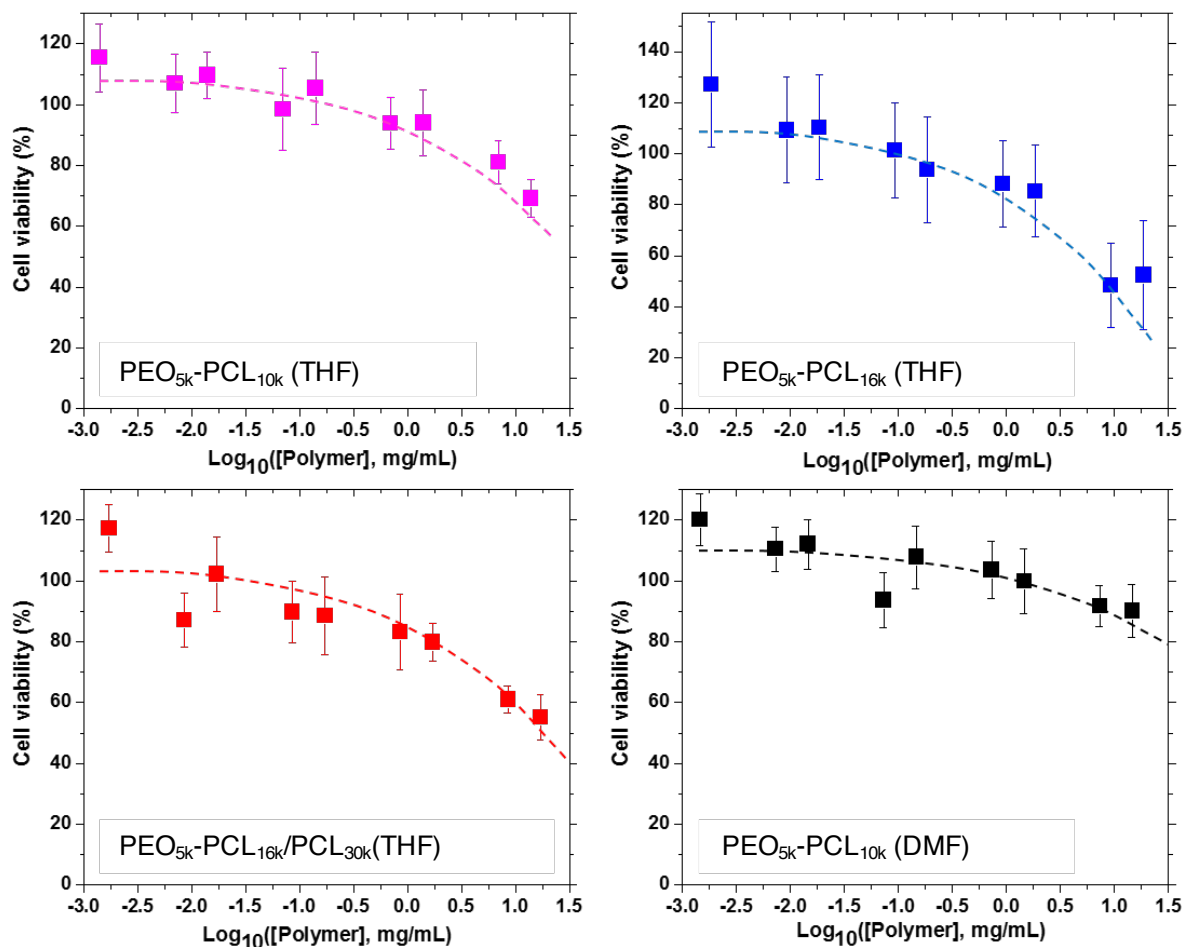 Cell viability (%)
120
100
80
60
40
20
0
PEO5k-PCL10k (THF)
-3.0 -2.5 -2.0 -1.5 -1.0 -0.5 0.0 0.5 1.0 1.5
Log10([Polymer], mg/mL)
Cell viability (%)
140
120
100
80
60
40
20
0
PEO5k-PCL16k (THF)
-3.0 -2.5 -2.0 -1.5 -1.0 -0.5 0.0 0.5 1.0 1.5
Log10([Polymer], mg/mL)
Cell viability (%)
120
100
80
60
40
20
0
PEO5k-PCL16k/PCL30k(THF)
-3.0 -2.5 -2.0 -1.5 -1.0 -0.5 0.0 0.5 1.0 1.5
Log10([Polymer], mg/mL)
Cell viability (%)
120
100
80
60
40
20
0
PEO5k-PCL10k (DMF)
-3.0 -2.5 -2.0 -1.5 -1.0 -0.5 0.0 0.5 1.0 1.5
Log10([Polymer], mg/mL)